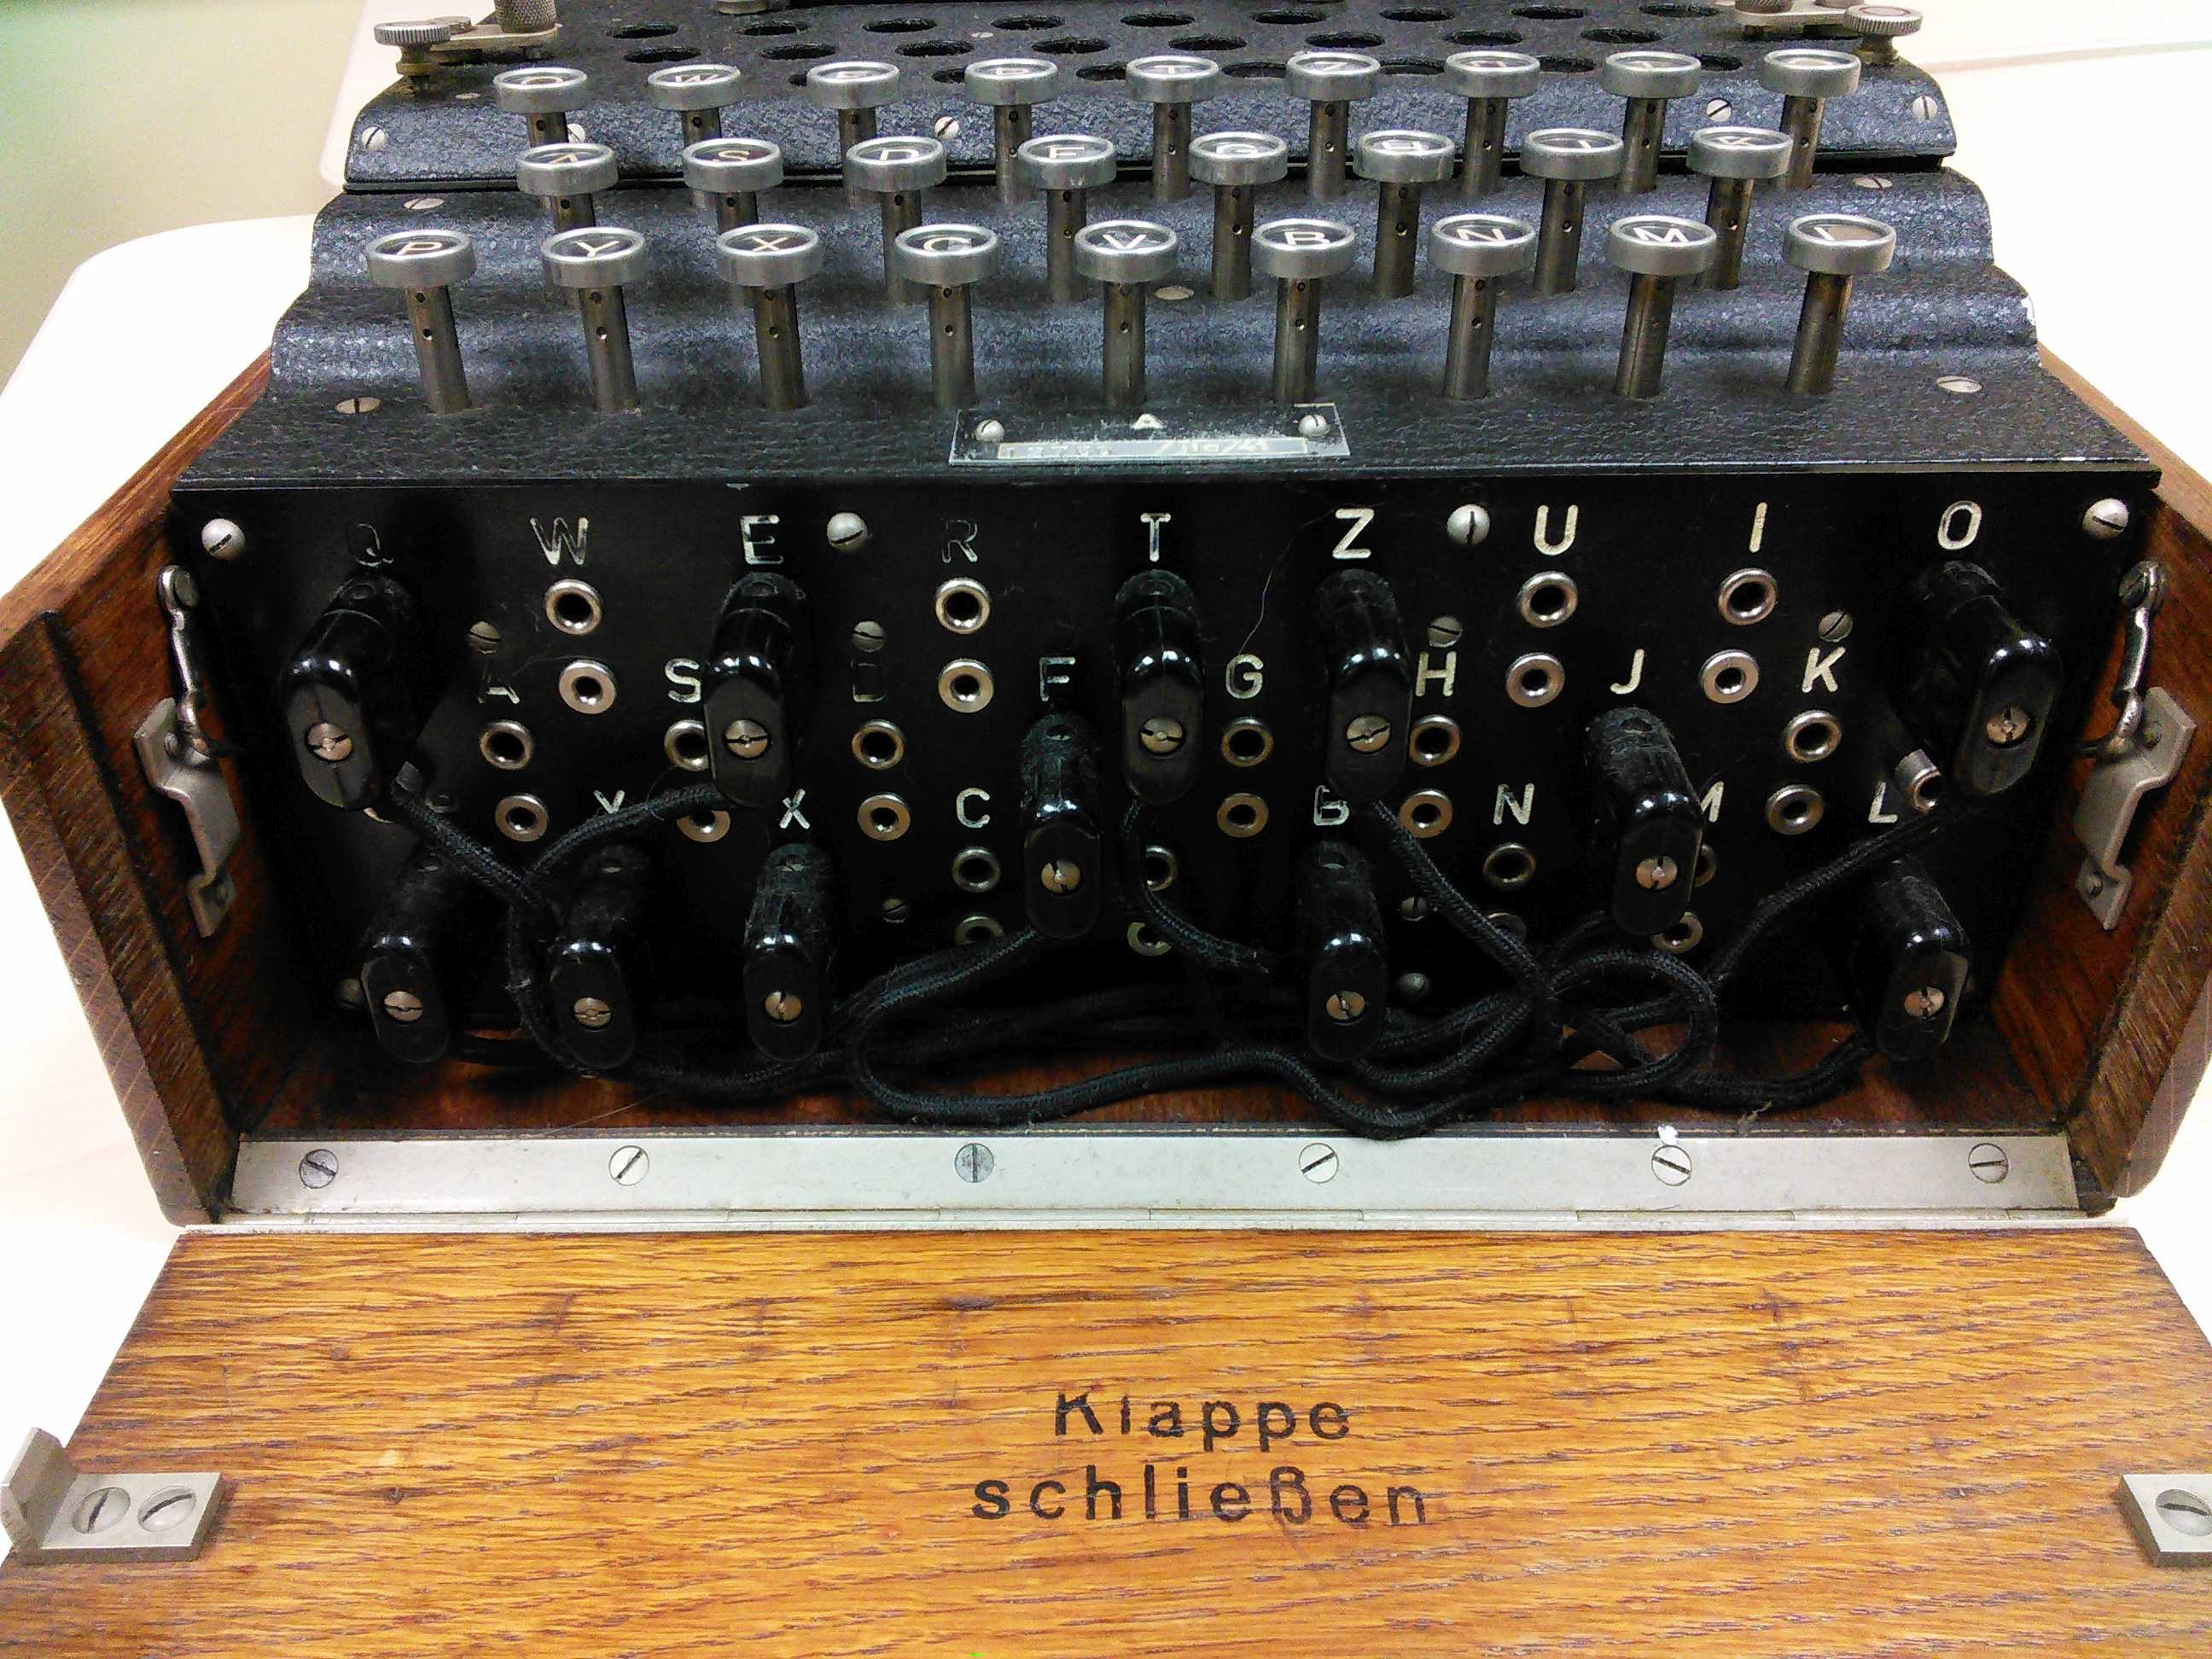 A S D F G H J K
P Y X C V B N M L
A
Q W E R T Z U I O
A S D F G H J K
Y X C B N M L
Klappe
schließen